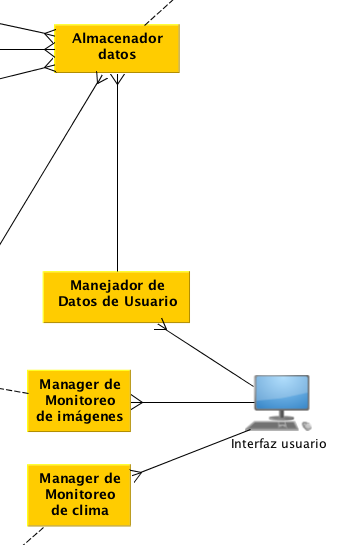 Almacenador
datos
Manejador de
Datos de Usuario
Manager de
Monitoreo
de imágenes
Interfaz usuario
Manager de
Monitoreo
de clima